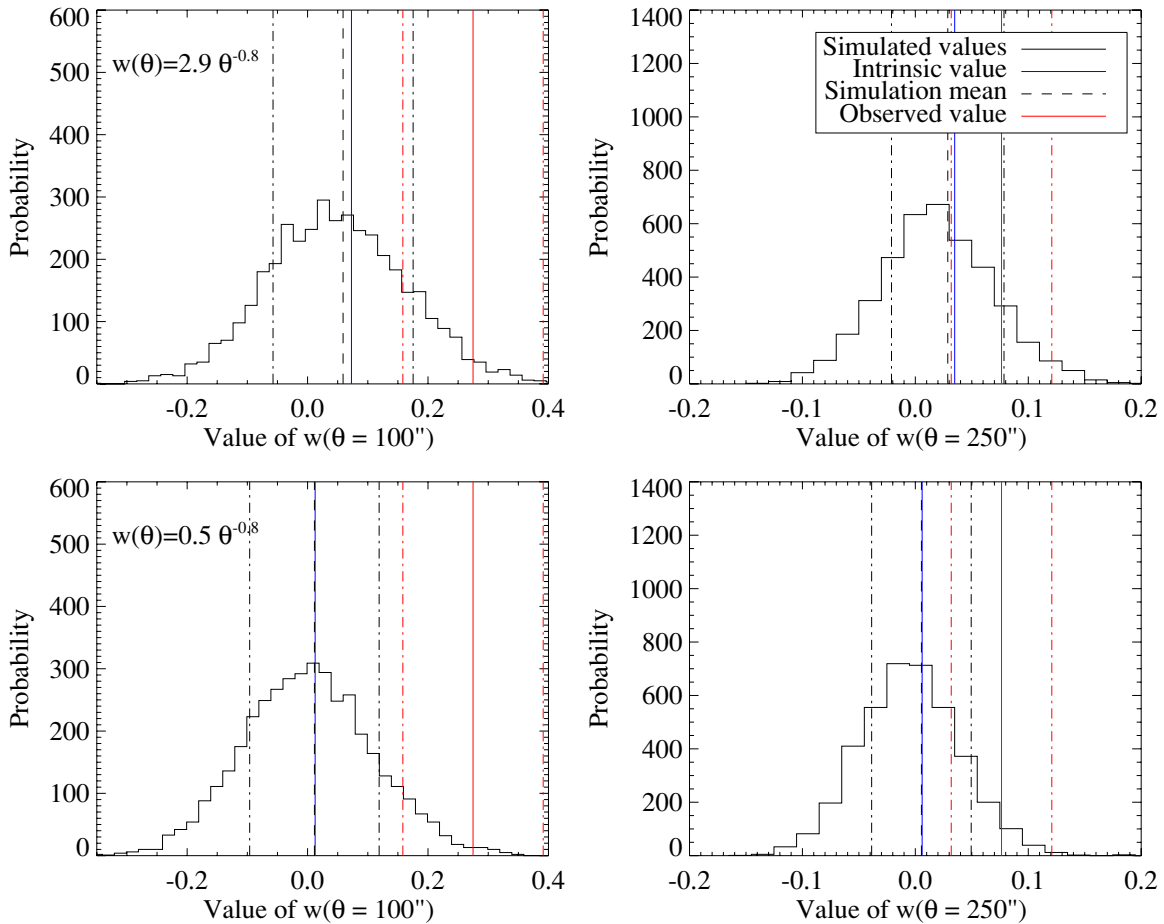 600
500
400
300
200
100
0
Probability
w(θ)=2.9 θ^-0.8
-0.2 0.0 0.2 0.4
Value of w(θ = 100")
1400
1200
1000
800
600
400
200
0
Probability
Simulated values
Intrinsic value
Simulation mean
Observed value
-0.2 -0.1 0.0 0.1 0.2
Value of w(θ = 250")
600
500
400
300
200
100
0
Probability
w(θ)=0.5 θ^-0.8
-0.2 0.0 0.2 0.4
Value of w(θ = 100")
1400
1200
1000
800
600
400
200
0
Probability
-0.2 -0.1 0.0 0.1 0.2
Value of w(θ = 250")